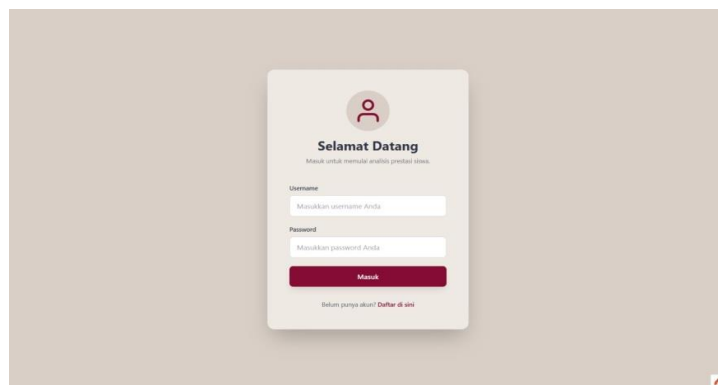 Selamat Datang
Masuk untuk memulai analisis prestasi siswa.
Username
Masukkan username Anda
Password
Masukkan password Anda
Masuk
Belum punya akun? Daftar di sini